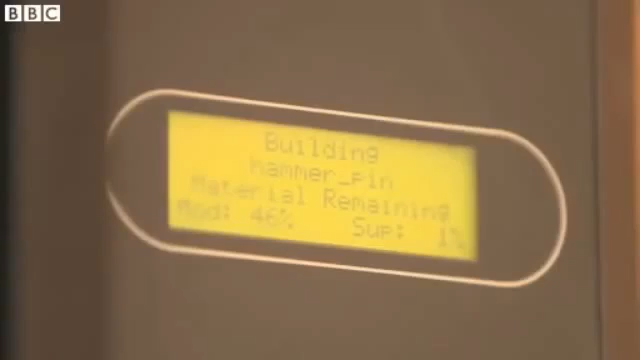 BBC
Building
hammer_pin
Material Remaining
Mod: 46% Sup: 1%